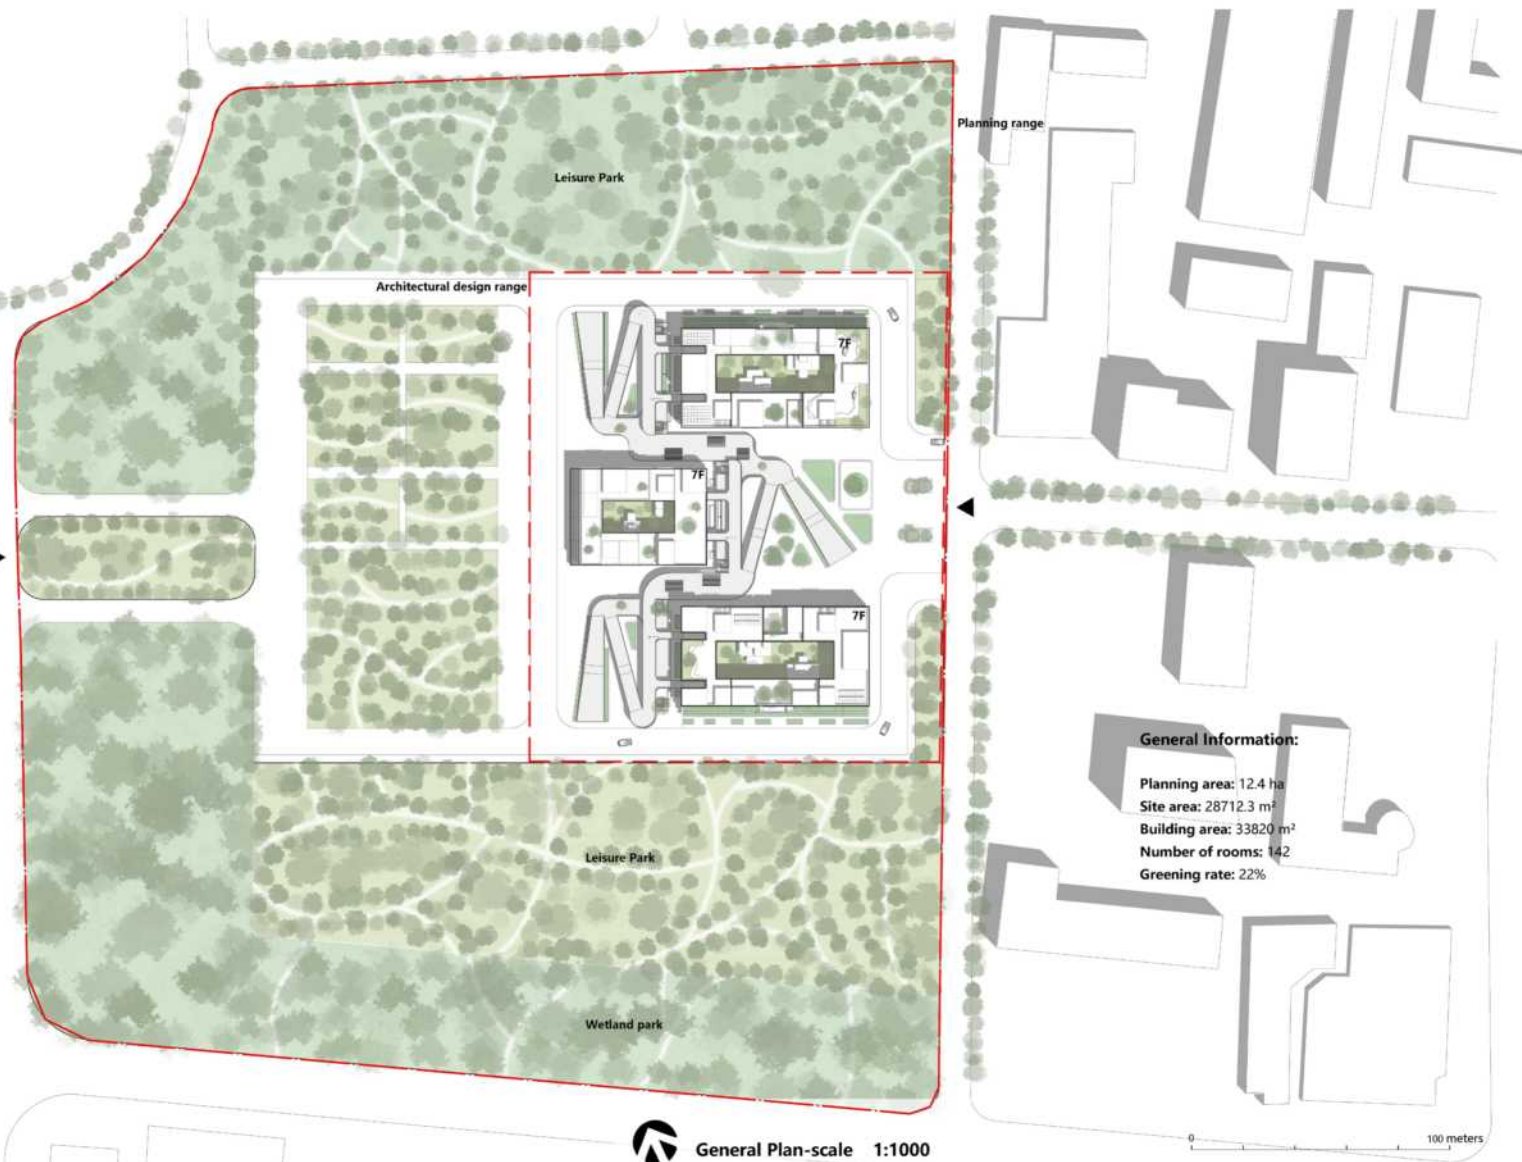 Planning range
Leisure Park
Architectural design range
7F
7F
7F
General Information:
Planning area: 12.4 ha
Site area: 28712.3 m²
Building area: 33820 m²
Number of rooms: 142
Greening rate: 22%
Leisure Park
Wetland park
General Plan-scale 1:1000
0 100 meters